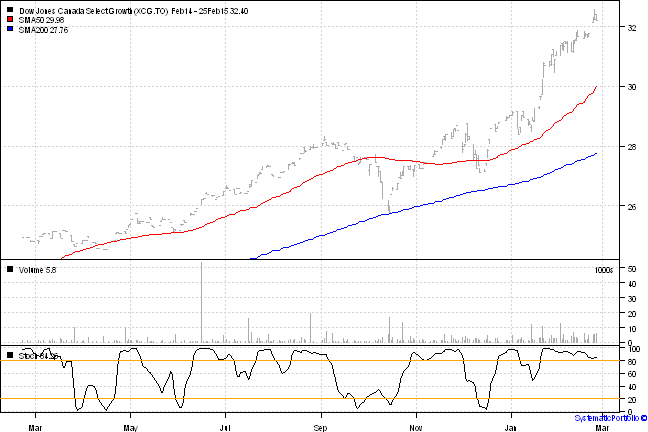 Dow Jones Canada Select Growth (XCG.TO) Feb14 - 25Feb15 32.40
SMA50 29.98
SMA200 27.76
32
30
28
26
Volume 5.8
1000s
50
40
30
20
10
0
100
80
60
40
20
0
Mar
May
Jul
Sep
Nov
Jan
Mar
SystematicPortfolio ©